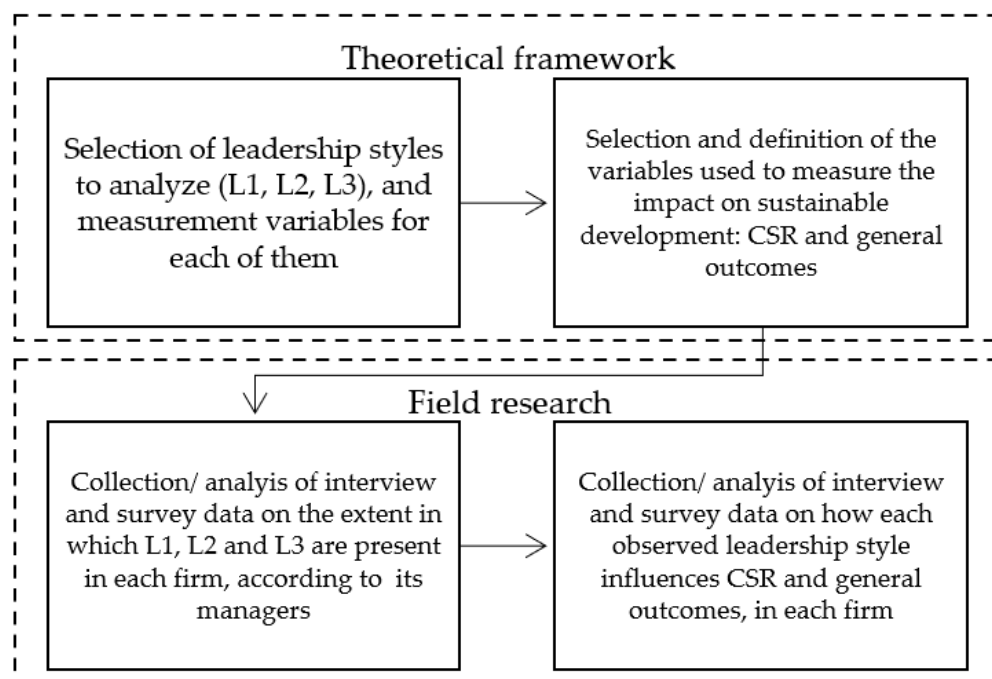 Theoretical framework
Selection of leadership styles
to analyze (L1, L2, L3), and
measurement variables for
each of them
Selection and definition of the
variables used to measure the
impact on sustainable
development: CSR and general
outcomes
Field research
Collection/ analyis of interview
and survey data on the extent in
which L1, L2 and L3 are present
in each firm, according to its
managers
Collection/ analyis of interview
and survey data on how each
observed leadership style
influences CSR and general
outcomes, in each firm